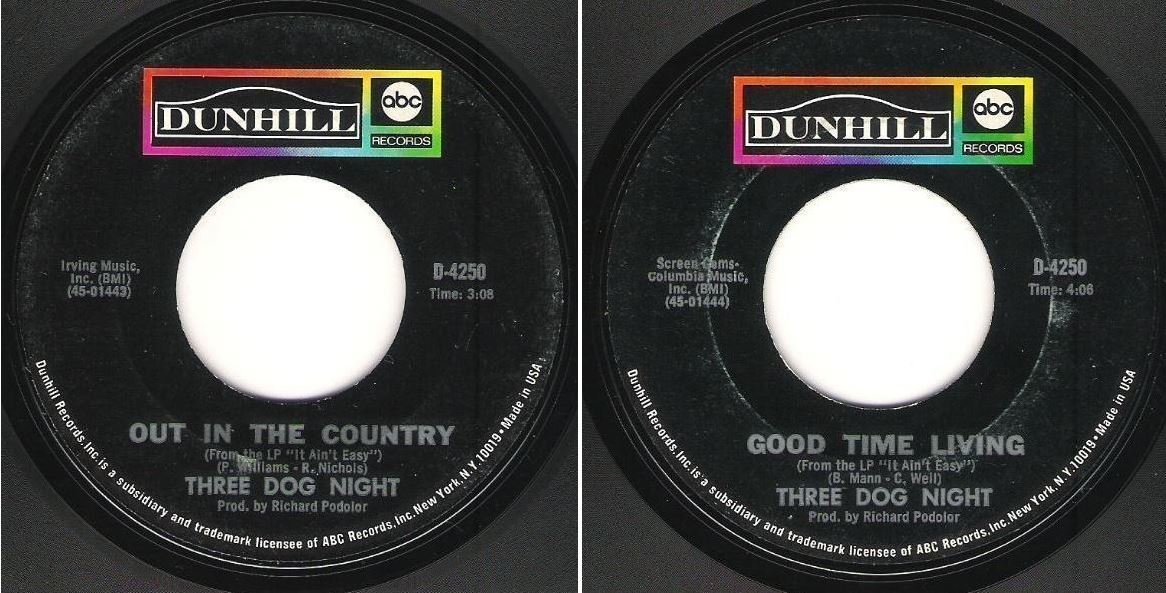 DUNHILL
abc
RECORDS
Irving Music,
Inc. (BMI)
(45-01443)
D-4250
Time: 3:08
OUT IN THE COUNTRY
(From the LP "It Ain't Easy")
(P. Williams - R. Nichols)
THREE DOG NIGHT
Prod. by Richard Podolor
Dunhill Records,Inc.is a subsidiary and trademark licensee of ABC Records,Inc.New York,N.Y.10019•Made in USA.
DUNHILL
abc
RECORDS
Screen Gems-
Columbia Music,
Inc. (BMI)
(45-01444)
D-4250
Time: 4:06
GOOD TIME LIVING
(From the LP "It Ain't Easy")
(B. Mann - C. Weil)
THREE DOG NIGHT
Prod. by Richard Podolor
Dunhill Records,Inc.is a subsidiary and trademark licensee of ABC Records,Inc.New York,N.Y.10019•Made in USA